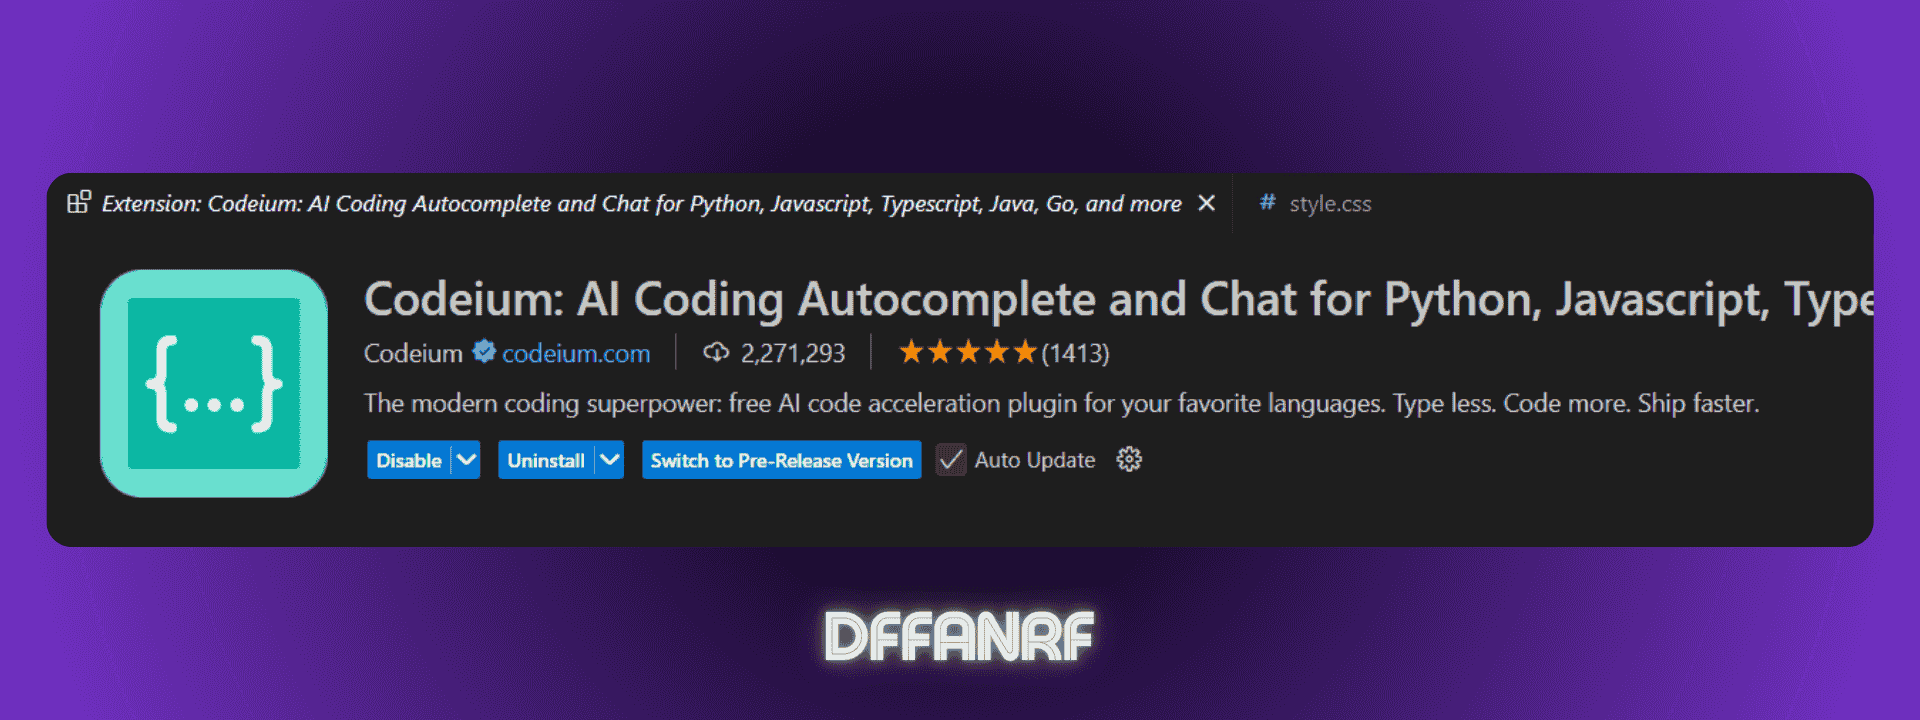 Extension: Codeium: AI Coding Autocomplete and Chat for Python, Javascript, Typescript, Java, Go, and more
# style.css
{...}
Codeium: AI Coding Autocomplete and Chat for Python, Javascript, Type
Codeium codeium.com 2,271,293 ★★★★★(1413)
The modern coding superpower: free AI code acceleration plugin for your favorite languages. Type less. Code more. Ship faster.
Disable Uninstall Switch to Pre-Release Version Auto Update
DFFANRF